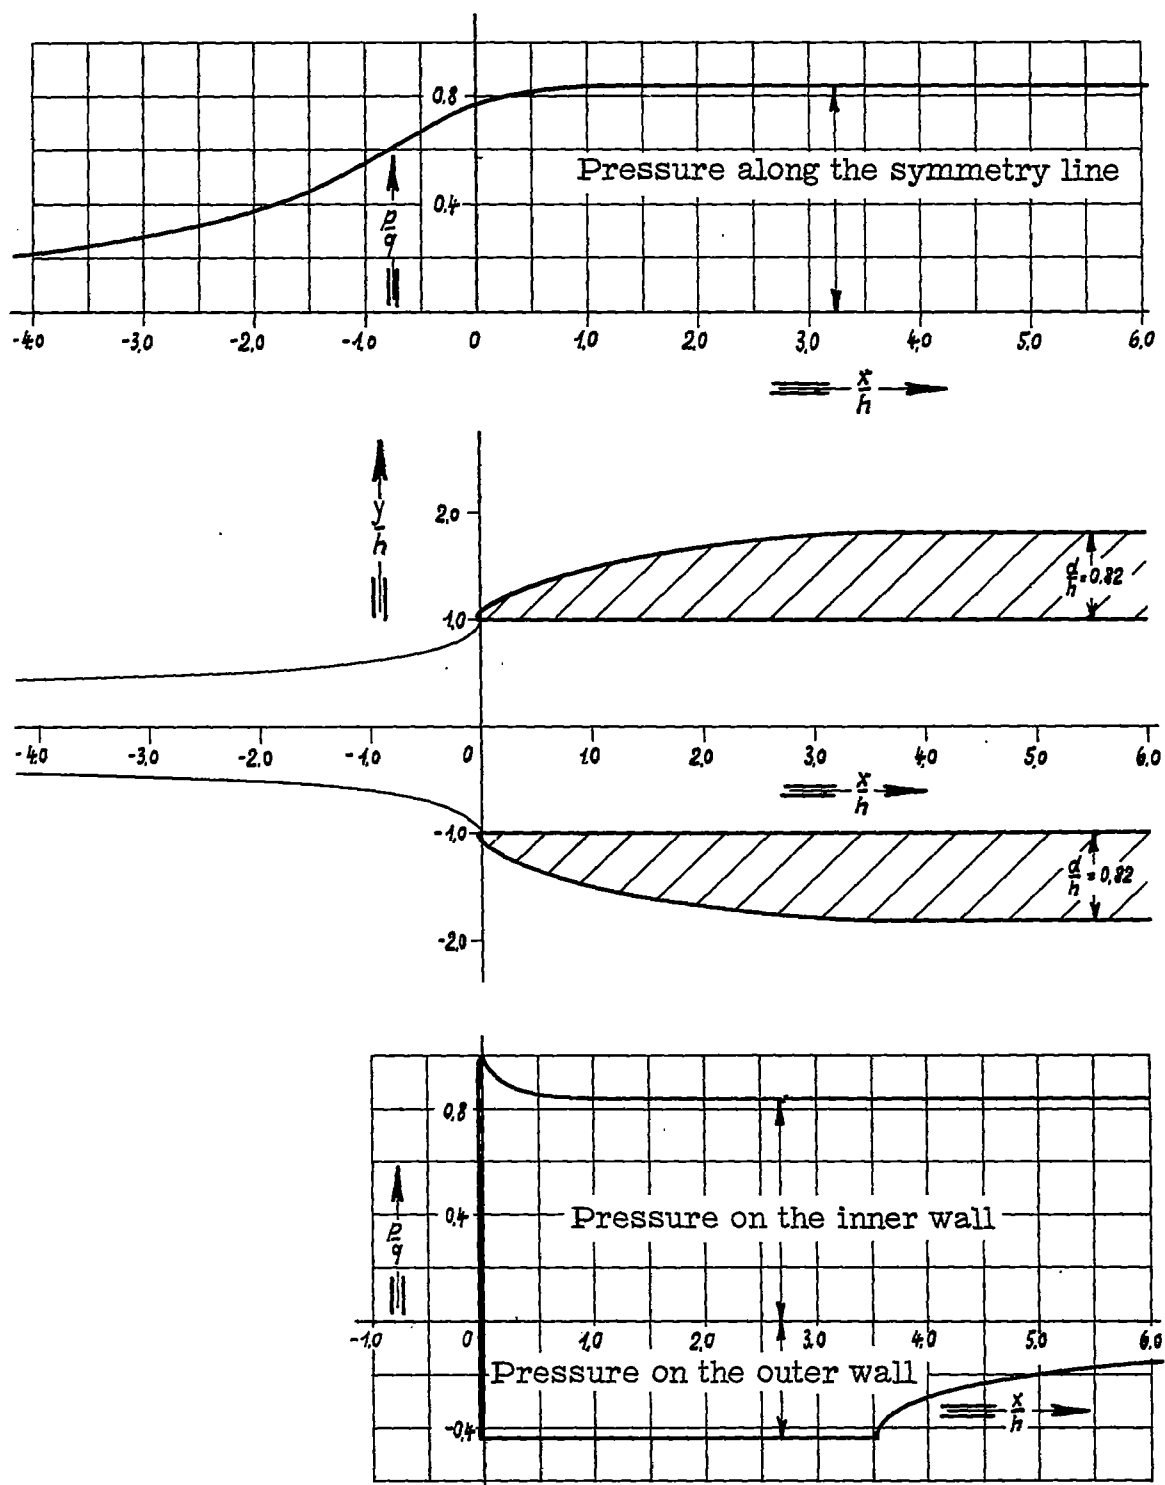 0,8
Pressure along the symmetry line
0,4
p/q
-4,0 -3,0 -2,0 -1,0 0 1,0 2,0 3,0 4,0 5,0 6,0
x/h
y/h
2,0
d/h = 0,82
1,0
-4,0 -3,0 -2,0 -1,0 0 1,0 2,0 3,0 4,0 5,0 6,0
x/h
-1,0
d/h = 0,82
-2,0
0,8
0,4
Pressure on the inner wall
p/q
-1,0 0 1,0 2,0 3,0 4,0 5,0 6,0
Pressure on the outer wall
x/h
-0,4